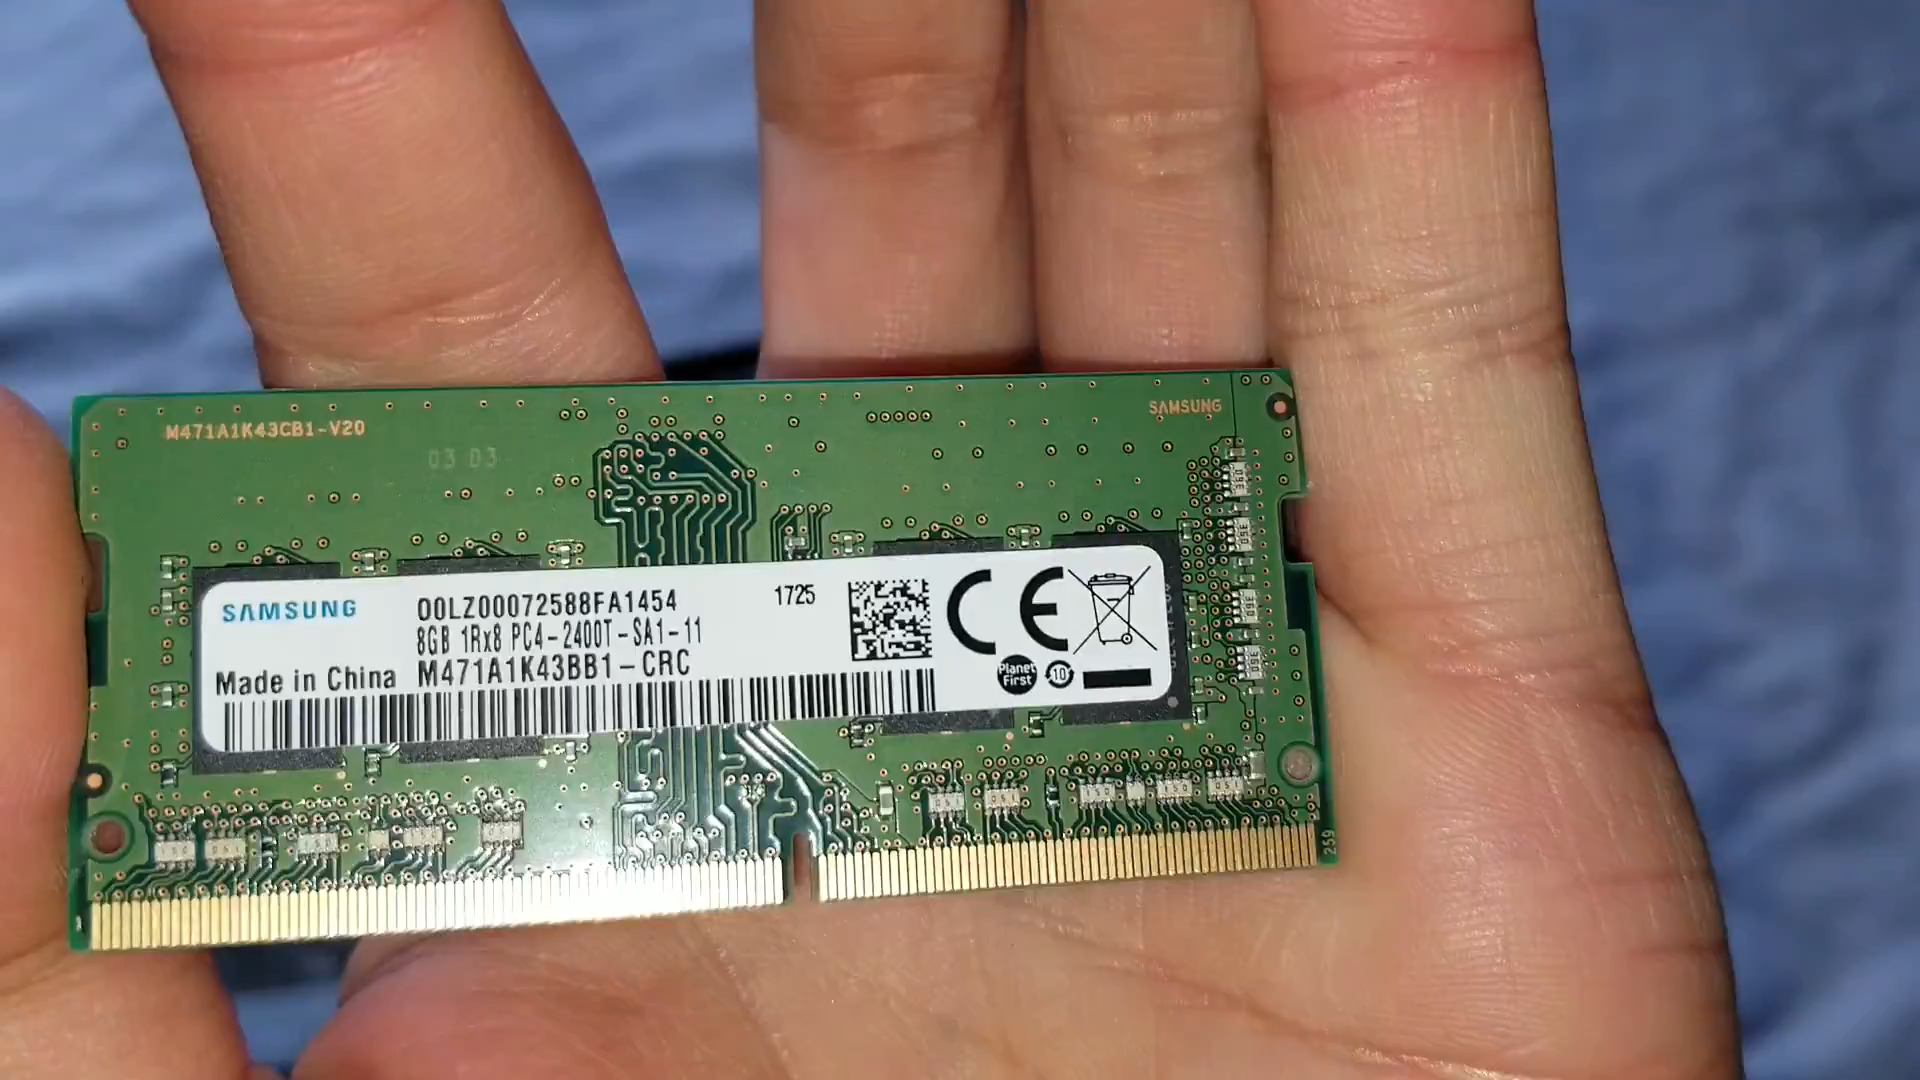 M471A1K43CB1-V20
SAMSUNG
03 D3
SAMSUNG
00LZ00072588FA1454
1725
8GB 1Rx8 PC4-2400T-SA1-11
Made in China
M471A1K43BB1-CRC
CE
Planet First
10
259